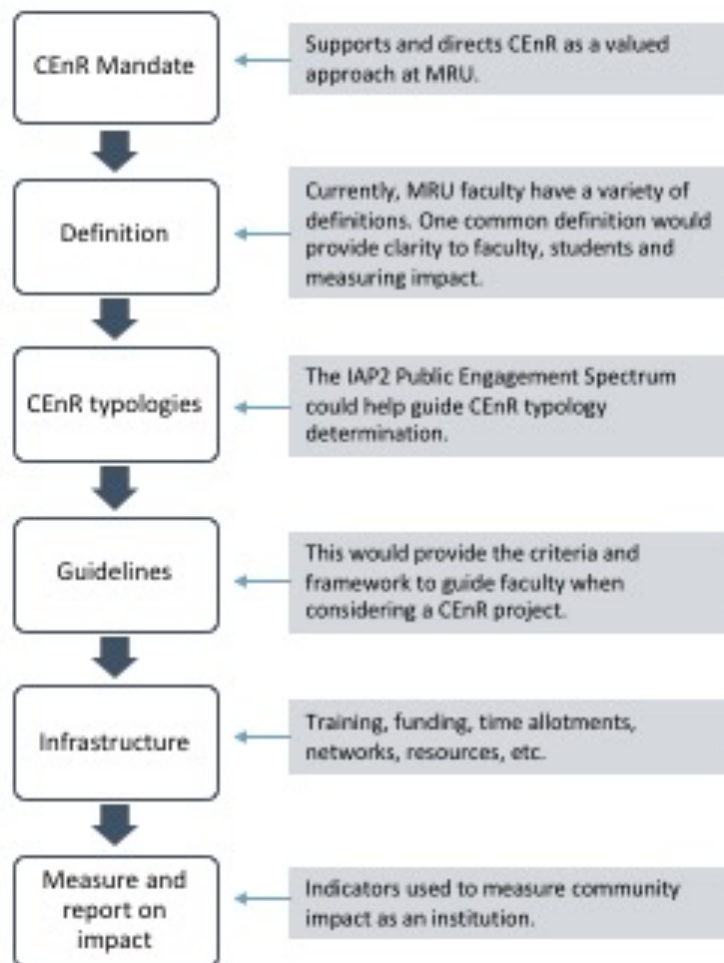 CEnR Mandate
Supports and directs CEnR as a valued
approach at MRU.
Definition
Currently, MRU faculty have a variety of
definitions. One common definition would
provide clarity to faculty, students and
measuring impact.
CEnR typologies
The IAP2 Public Engagement Spectrum
could help guide CEnR typology
determination.
Guidelines
This would provide the criteria and
framework to guide faculty when
considering a CEnR project.
Infrastructure
Training, funding, time allotments,
networks, resources, etc.
Measure and
report on
impact
Indicators used to measure community
impact as an institution.